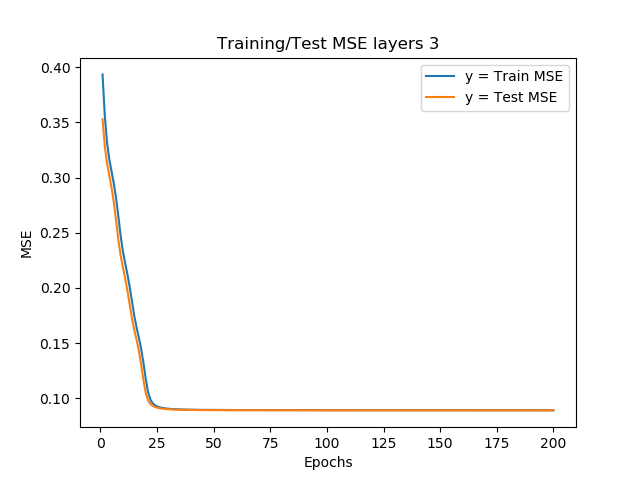 Training/Test MSE layers 3
y = Train MSE
y = Test MSE
MSE
0.40
0.35
0.30
0.25
0.20
0.15
0.10
0 25 50 75 100 125 150 175 200
Epochs